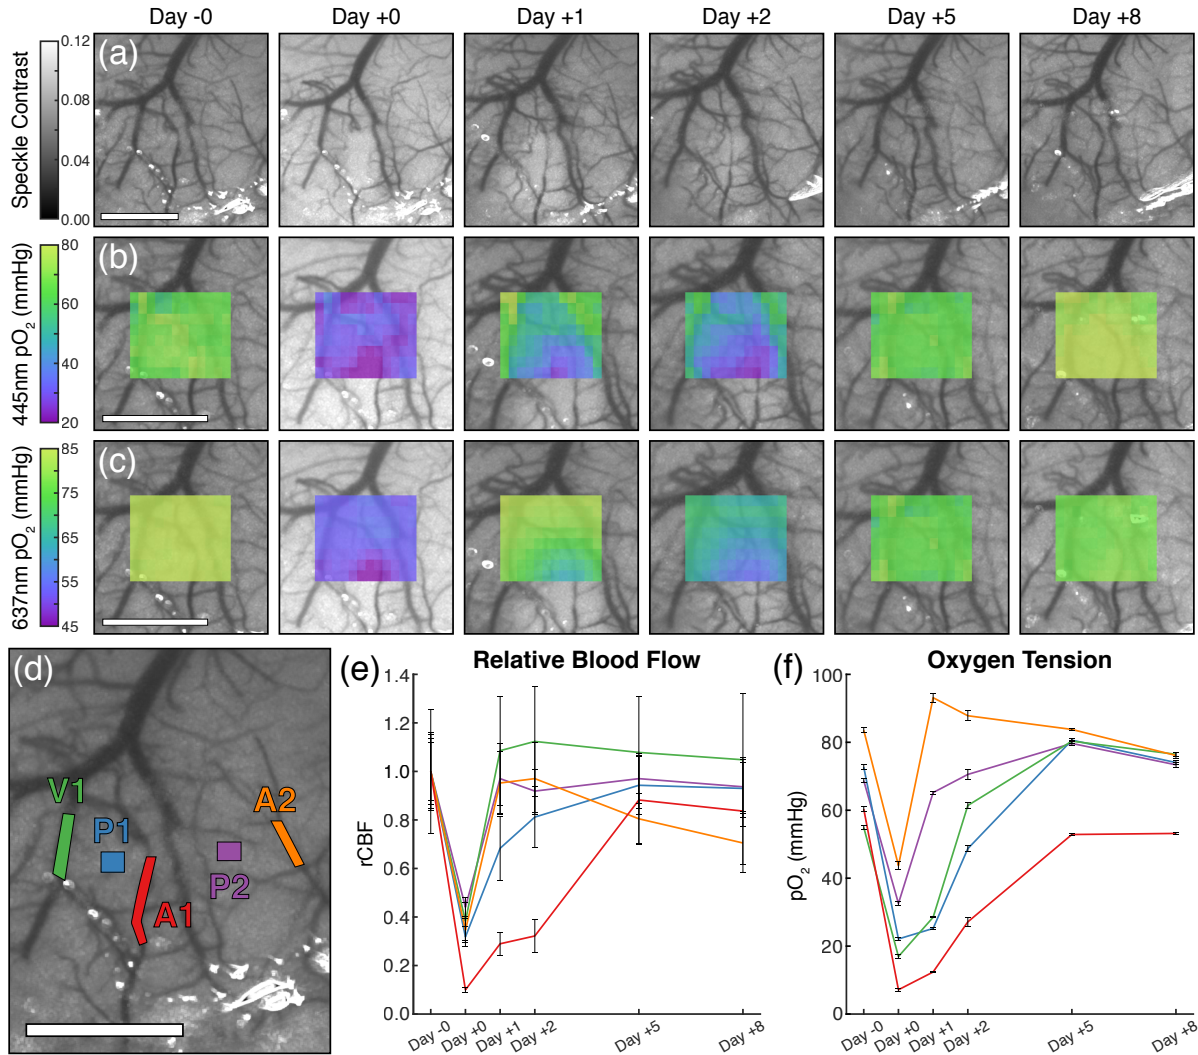 Day -0 Day +0 Day +1 Day +2 Day +5 Day +8
Speckle Contrast
0.12
0.08
0.04
0.00
(a)
445nm pO2 (mmHg)
80
60
40
20
(b)
637nm pO2 (mmHg)
85
75
65
55
45
(c)
(d)
V1
P1
A1
P2
A2
(e)
Relative Blood Flow
rCBF
1.4
1.2
1.0
0.8
0.6
0.4
0.2
0.0
Day -0 Day +0 Day +1 Day +2 Day +5 Day +8
(f)
Oxygen Tension
pO2 (mmHg)
100
80
60
40
20
0
Day -0 Day +0 Day +1 Day +2 Day +5 Day +8